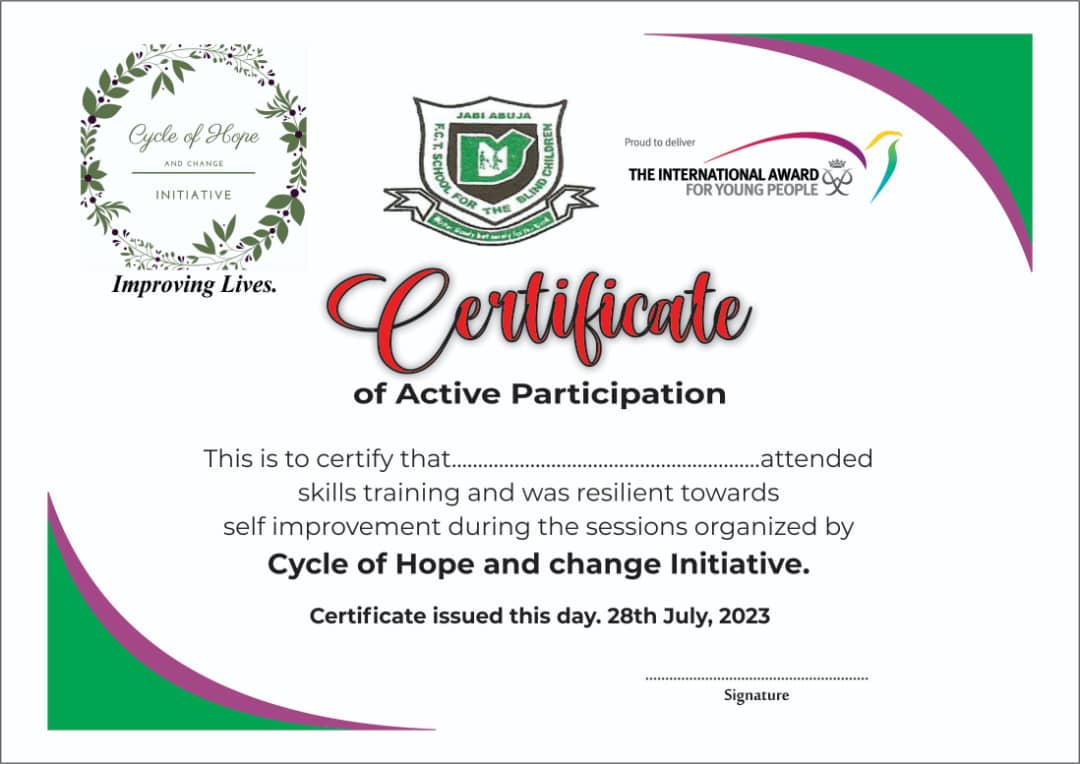 Cycle of Hope
AND CHANGE
INITIATIVE
Improving Lives.
JABI ABUJA
F.C.T. SCHOOL FOR THE BLIND CHILDREN
Proud to deliver
THE INTERNATIONAL AWARD
FOR YOUNG PEOPLE
Certificate
of Active Participation
This is to certify that............................................................attended
skills training and was resilient towards
self improvement during the sessions organized by
Cycle of Hope and change Initiative.
Certificate issued this day. 28th July, 2023
Signature